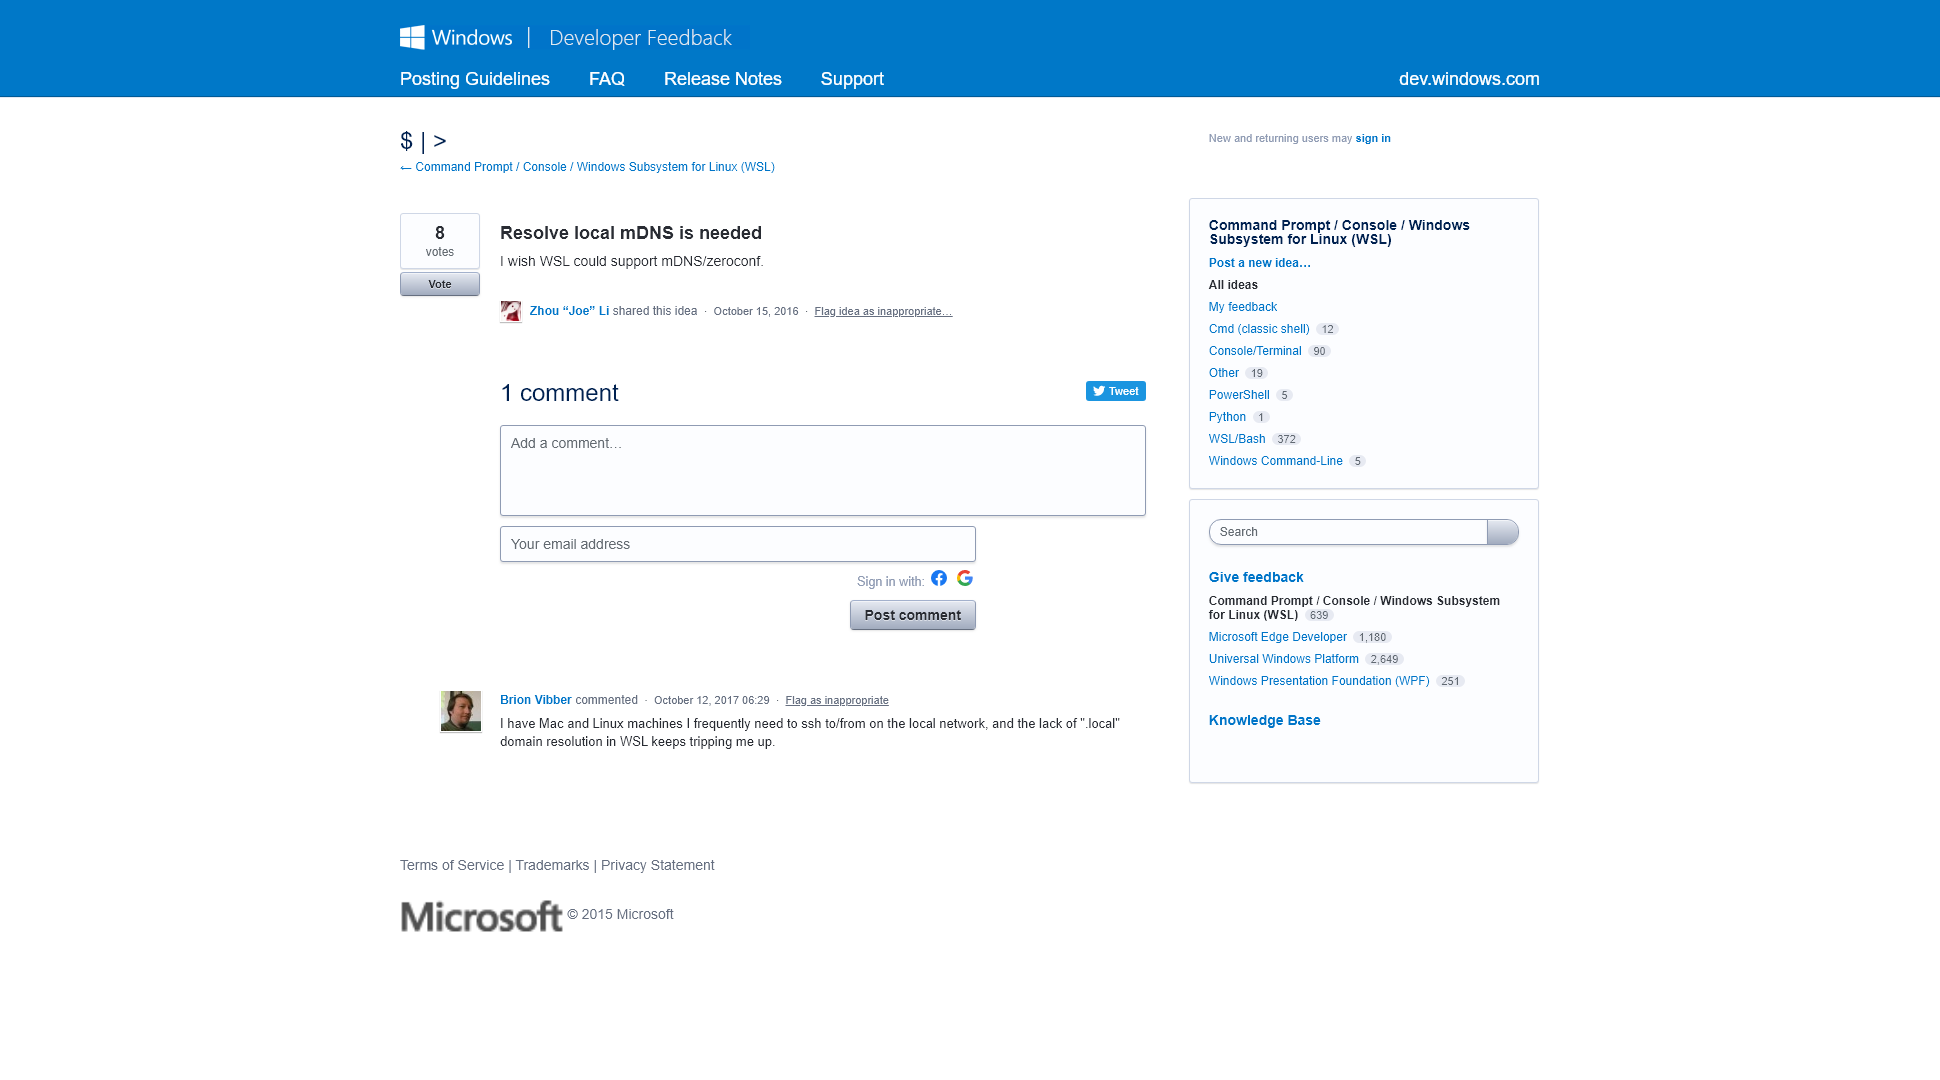 Windows | Developer Feedback
Posting Guidelines FAQ Release Notes Support dev.windows.com
$ | >
New and returning users may sign in
← Command Prompt / Console / Windows Subsystem for Linux (WSL)
8
votes
Vote
Resolve local mDNS is needed
I wish WSL could support mDNS/zeroconf.
Zhou “Joe” Li shared this idea · October 15, 2016 · Flag idea as inappropriate…
1 comment
Tweet
Add a comment…
Your email address
Sign in with:
Post comment
Brion Vibber commented · October 12, 2017 06:29 · Flag as inappropriate
I have Mac and Linux machines I frequently need to ssh to/from on the local network, and the lack of ".local"
domain resolution in WSL keeps tripping me up.
Command Prompt / Console / Windows
Subsystem for Linux (WSL)
Post a new idea…
All ideas
My feedback
Cmd (classic shell) 12
Console/Terminal 90
Other 19
PowerShell 5
Python 1
WSL/Bash 372
Windows Command-Line 5
Search
Give feedback
Command Prompt / Console / Windows Subsystem
for Linux (WSL) 639
Microsoft Edge Developer 1,180
Universal Windows Platform 2,649
Windows Presentation Foundation (WPF) 251
Knowledge Base
Terms of Service | Trademarks | Privacy Statement
Microsoft © 2015 Microsoft